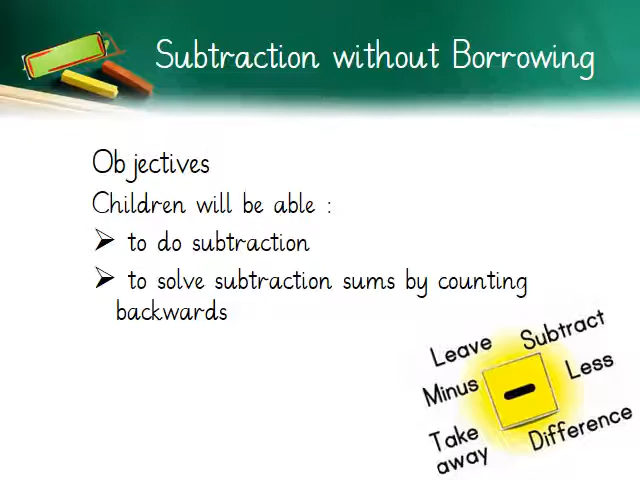 Subtraction without Borrowing
Objectives
Children will be able :
➢ to do subtraction
➢ to solve subtraction sums by counting
backwards
Leave
Subtract
Minus
Less
Take
away
Difference